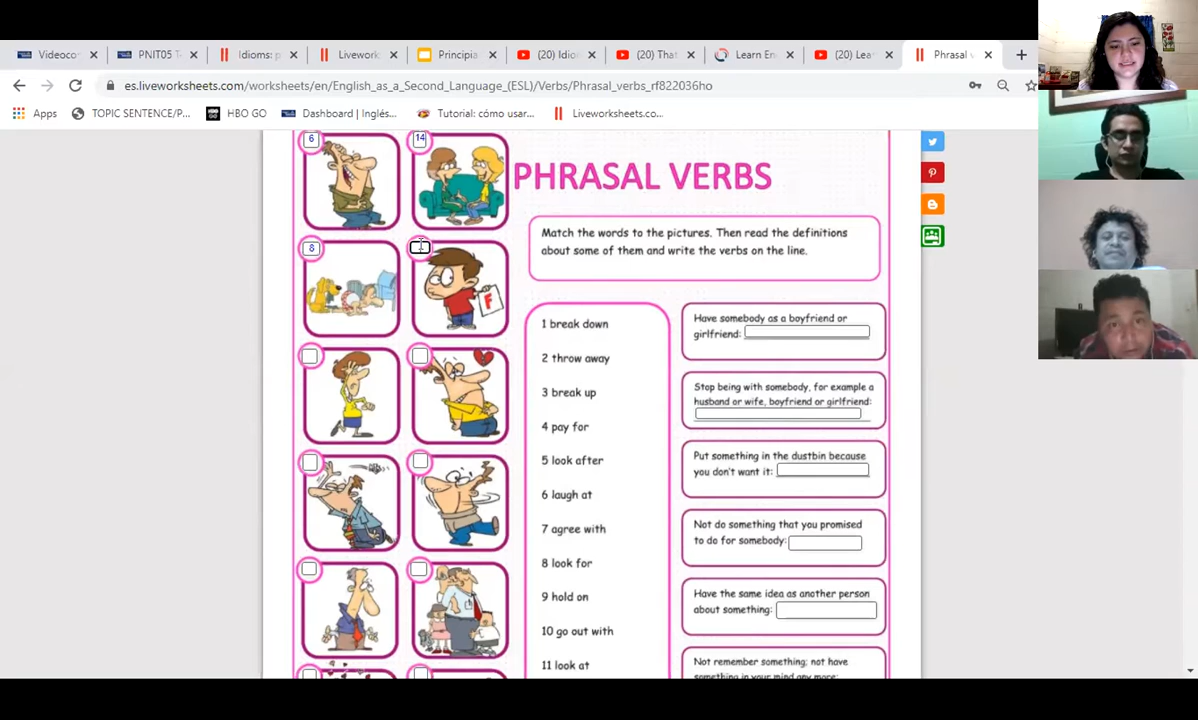 Videocon
PNIT05 T
Idioms: p
Livework
Principia
(20) Idio
(20) That
Learn En
(20) Lea
Phrasal v
es.liveworksheets.com/worksheets/en/English_as_a_Second_Language_(ESL)/Verbs/Phrasal_verbs_rf822036ho
Apps
TOPIC SENTENCE/P...
HBO GO
Dashboard | Inglés...
Tutorial: cómo usar...
Liveworksheets.co...
6
14
PHRASAL VERBS
Match the words to the pictures. Then read the definitions
about some of them and write the verbs on the line.
8
F
1 break down
2 throw away
3 break up
4 pay for
5 look after
6 laugh at
7 agree with
8 look for
9 hold on
10 go out with
11 look at
Have somebody as a boyfriend or
girlfriend:
Stop being with somebody, for example a
husband or wife, boyfriend or girlfriend:
Put something in the dustbin because
you don't want it:
Not do something that you promised
to do for somebody:
Have the same idea as another person
about something:
Not remember something; not have
something in your mind any more: